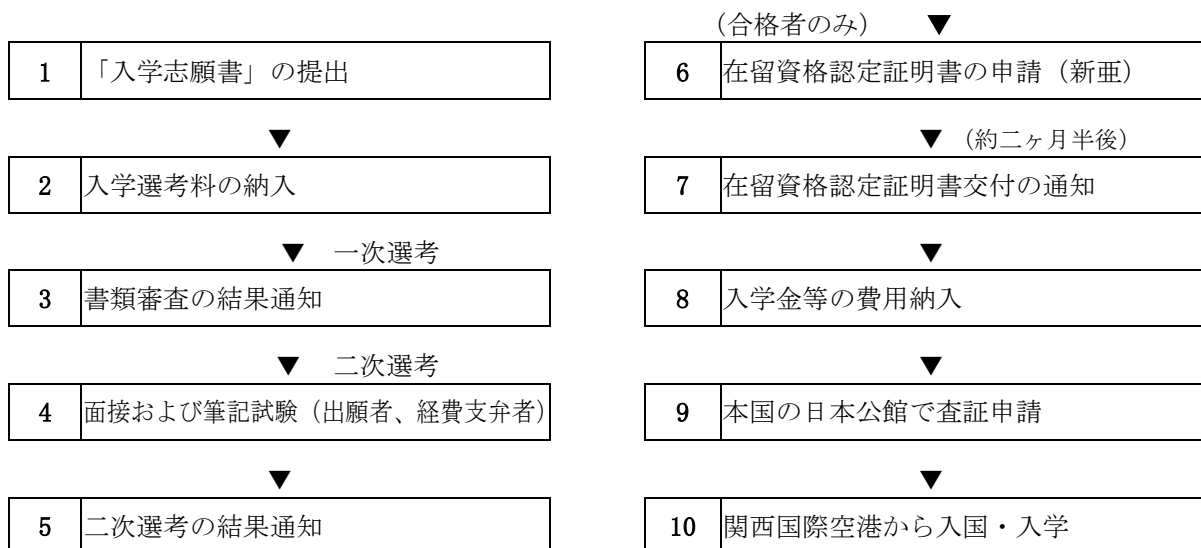 1 「入学志願書」の提出
▼
2 入学選考料の納入
▼ 一次選考
3 書類審査の結果通知
▼ 二次選考
4 面接および筆記試験（出願者、経費支弁者）
▼
5 二次選考の結果通知
（合格者のみ） ▼
6 在留資格認定証明書の申請（新亜）
▼ （約二ヶ月半後）
7 在留資格認定証明書交付の通知
▼
8 入学金等の費用納入
▼
9 本国の日本公館で査証申請
▼
10 関西国際空港から入国・入学